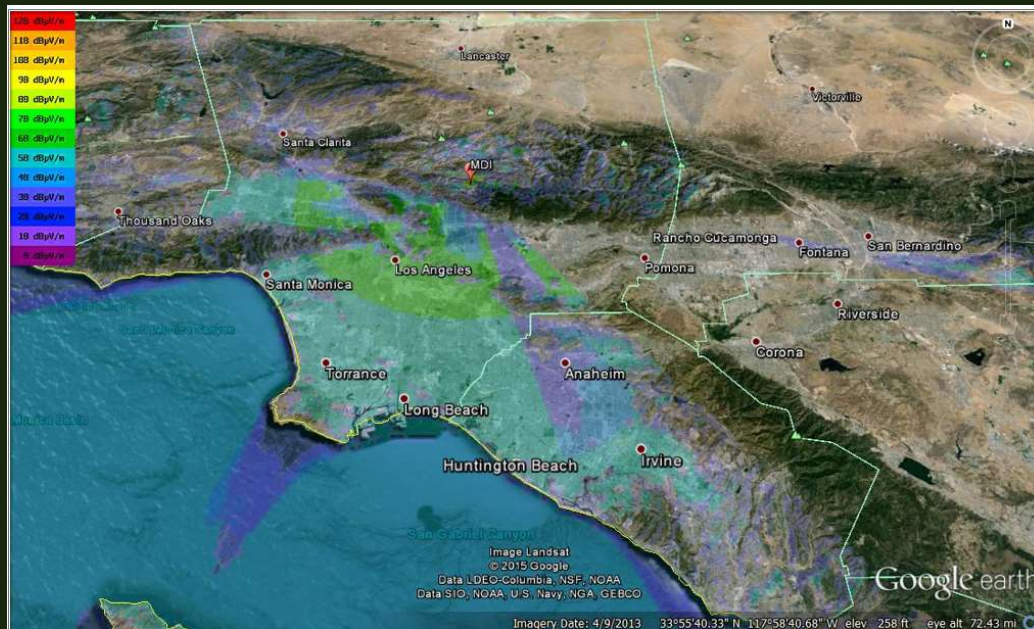 120 dBµV/m
110 dBµV/m
100 dBµV/m
90 dBµV/m
80 dBµV/m
70 dBµV/m
60 dBµV/m
50 dBµV/m
40 dBµV/m
30 dBµV/m
20 dBµV/m
10 dBµV/m
0 dBµV/m
N
Lancaster
Victorville
Santa Clarita
MDI
Thousand Oaks
Rancho Cucamonga
San Bernardino
Fontana
Los Angeles
Pomona
Santa Monica
Riverside
Corona
Torrance
Anaheim
Long Beach
Irvine
Huntington Beach
San Gabriel Canyon
Image Landsat
© 2015 Google
Data LDEO-Columbia, NSF, NOAA
Data SIO, NOAA, U.S. Navy, NGA, GEBCO
Google earth
Imagery Date: 4/9/2013 33°55'40.33" N 117°58'40.68" W elev 258 ft eye alt 72.43 mi